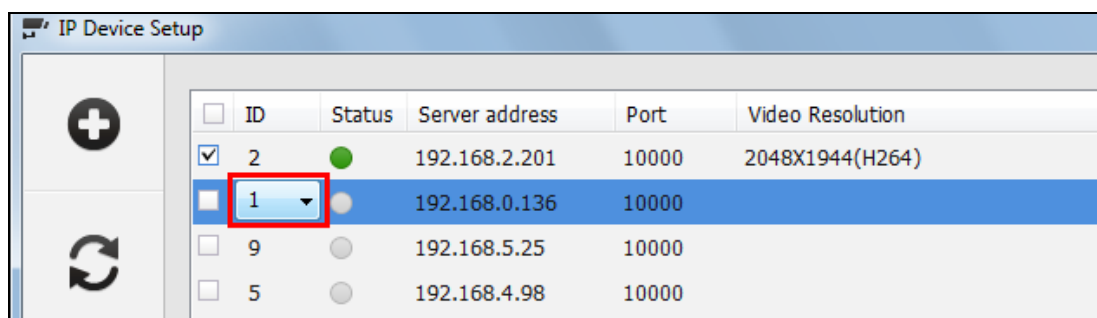 IP Device Setup
ID Status Server address Port Video Resolution
2 192.168.2.201 10000 2048X1944(H264)
1 192.168.0.136 10000
9 192.168.5.25 10000
5 192.168.4.98 10000